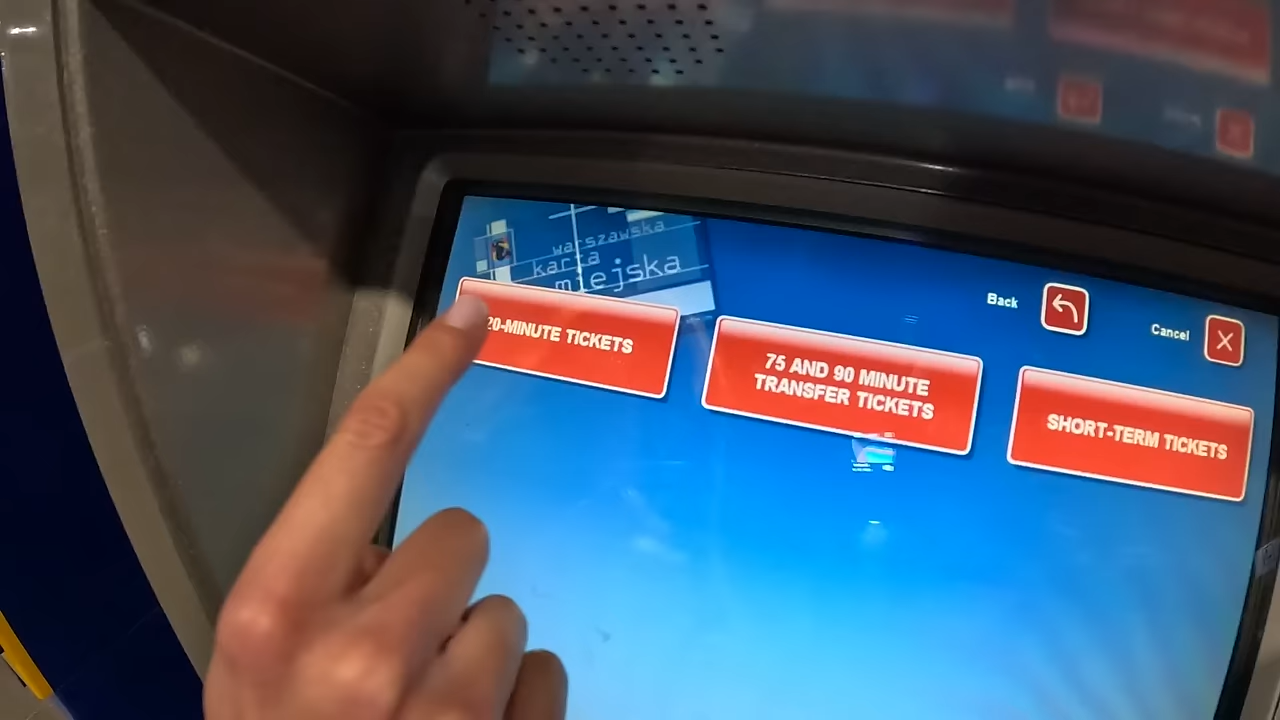 warszawska
karta
miejska
Back
Cancel
20-MINUTE TICKETS
75 AND 90 MINUTE
TRANSFER TICKETS
SHORT-TERM TICKETS